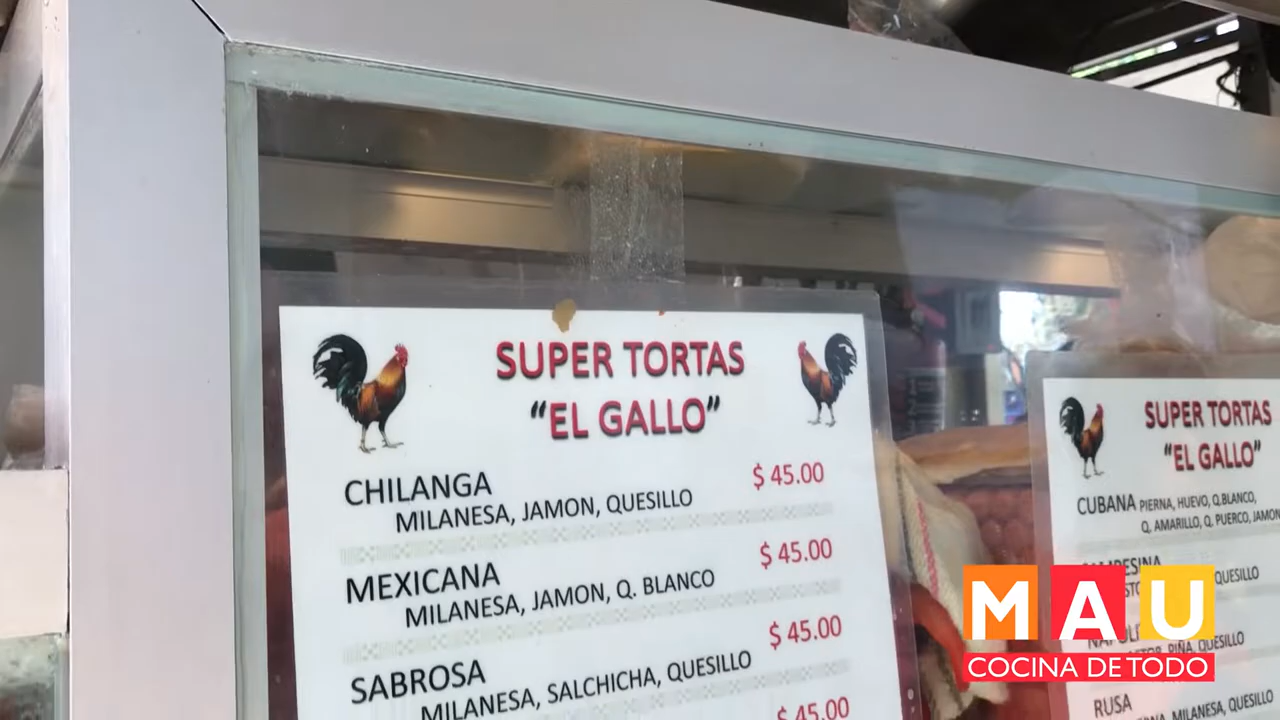 SUPER TORTAS
“EL GALLO”
CHILANGA $ 45.00
MILANESA, JAMON, QUESILLO
MEXICANA $ 45.00
MILANESA, JAMON, Q. BLANCO
SABROSA $ 45.00
MILANESA, SALCHICHA, QUESILLO
$ 45.00
SUPER TORTAS
“EL GALLO”
CUBANA PIERNA, HUEVO, Q.BLANCO,
Q. AMARILLO, Q. PUERCO, JAMON
QUESILLO
PIÑA, QUESILLO
RUSA
MILANESA, QUESILLO
MAU
COCINA DE TODO